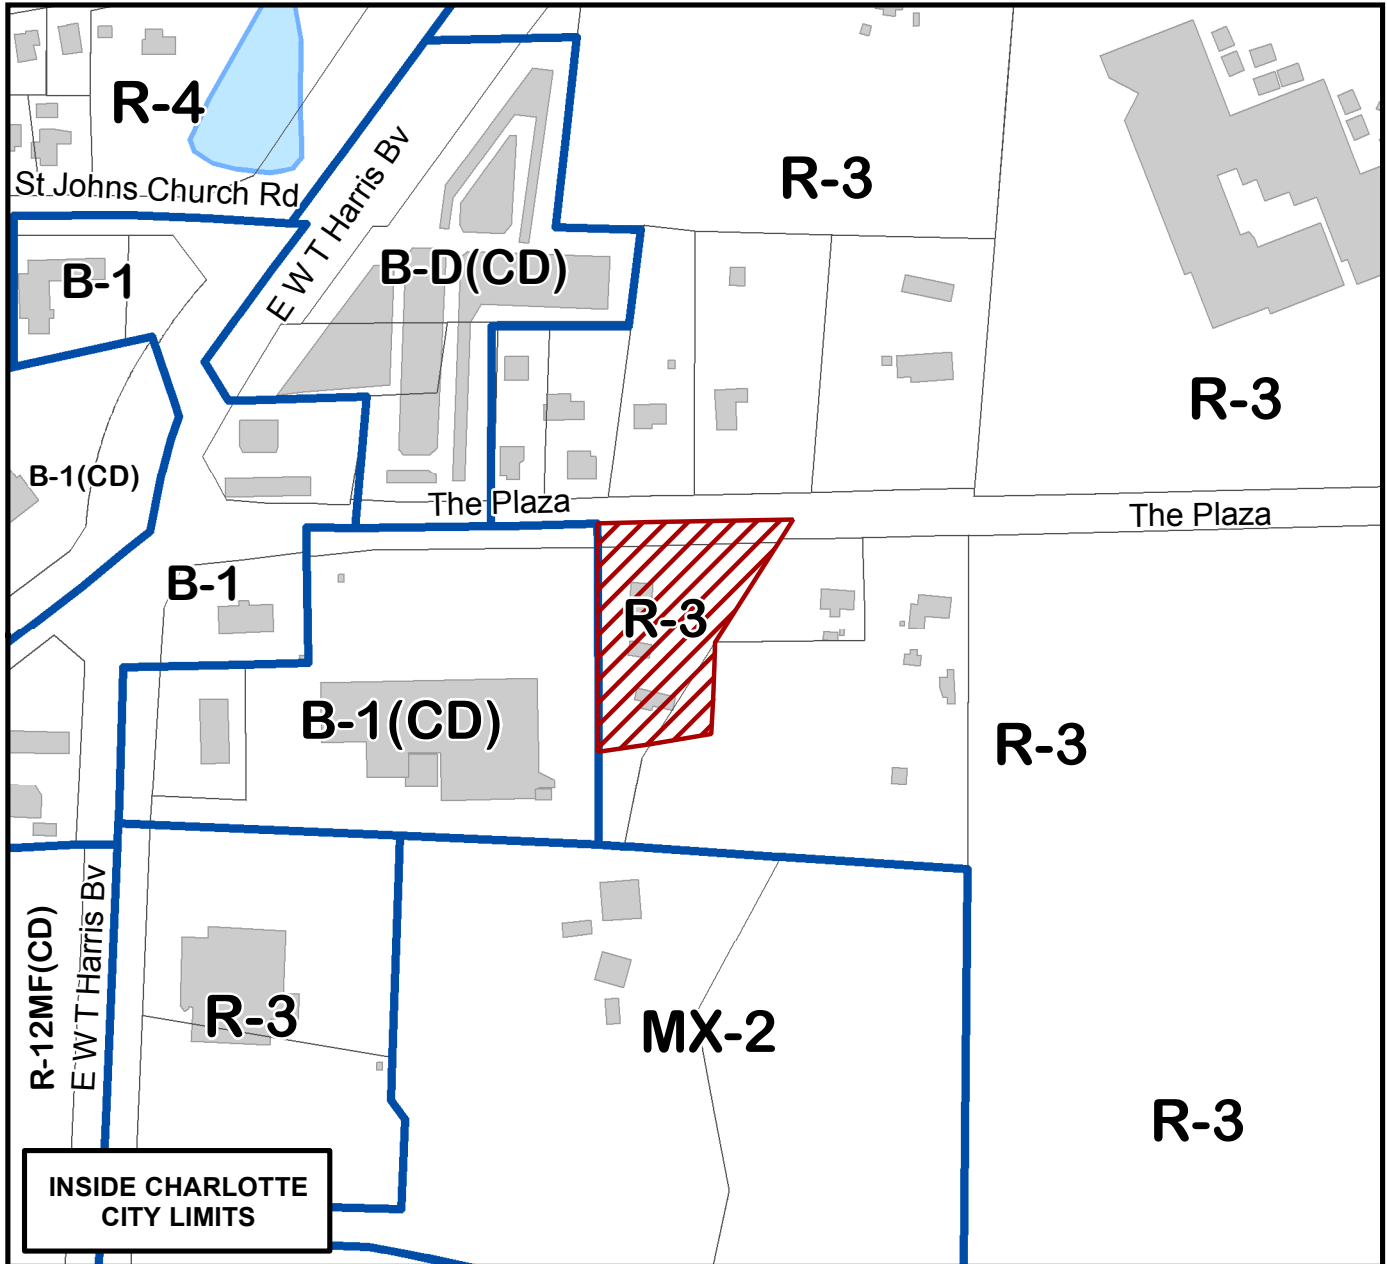 R-4
R-3
St Johns Church Rd
E W T Harris Bv
B-D(CD)
B-1
R-3
B-1(CD)
The Plaza
The Plaza
B-1
R-3
B-1(CD)
R-3
R-12MF(CD)
E W T Harris Bv
R-3
MX-2
R-3
INSIDE CHARLOTTE
CITY LIMITS